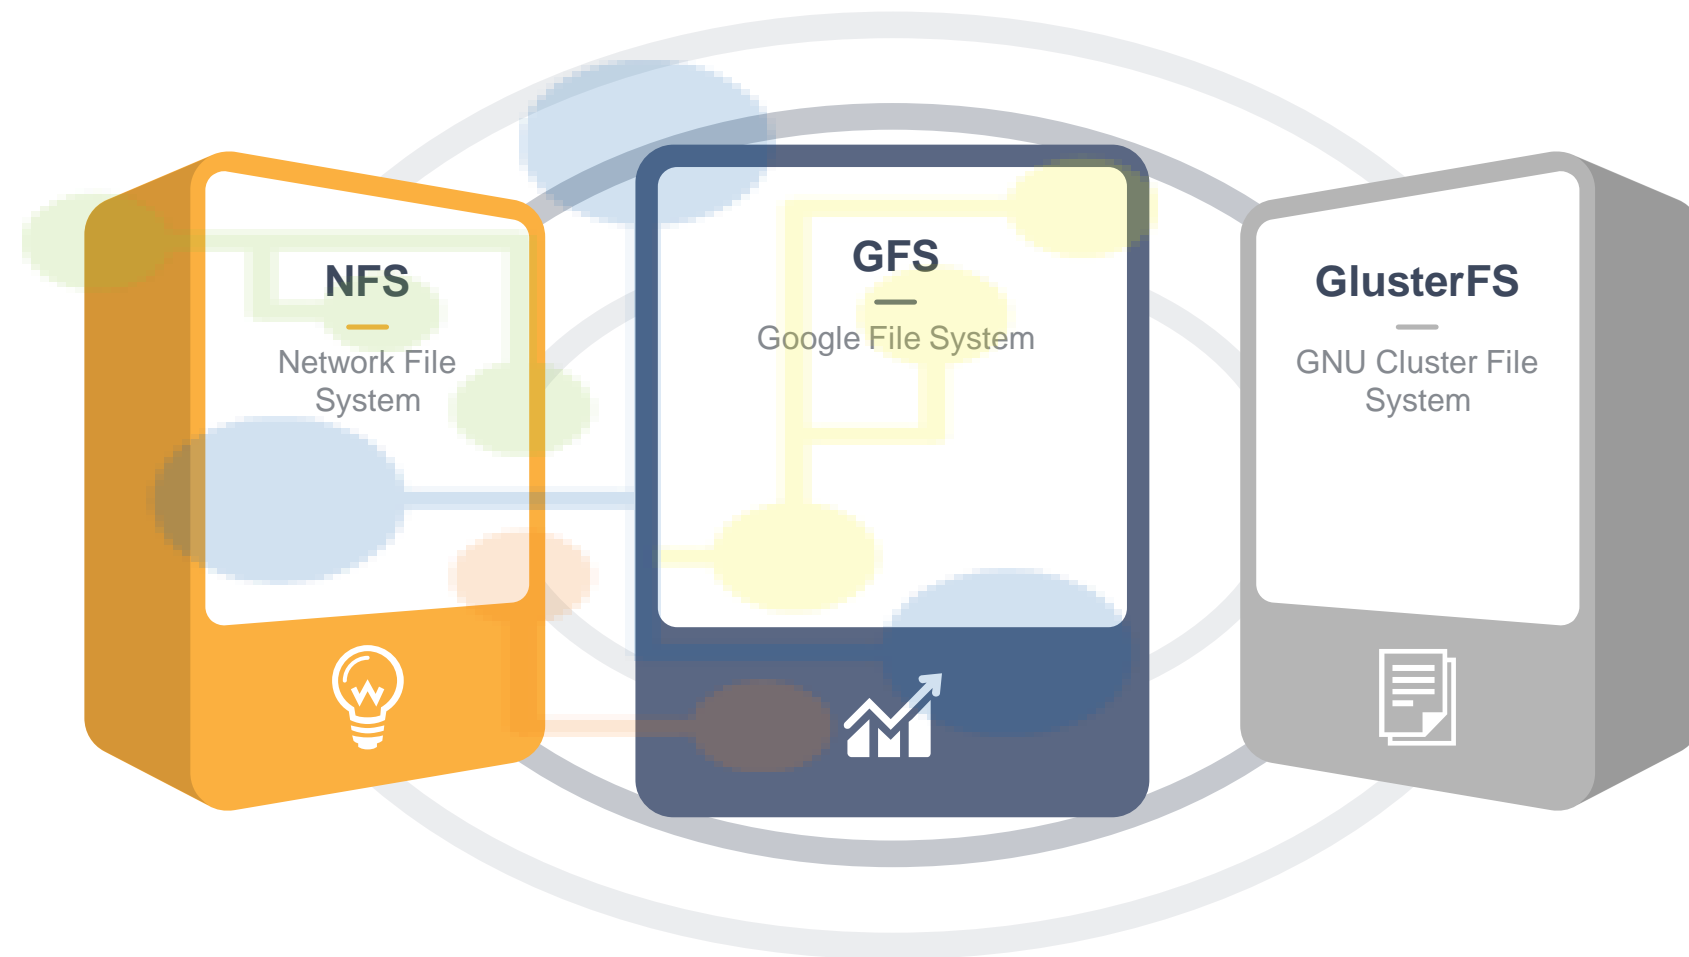 NFS
Network File
System
GFS
Google File System
GlusterFS
GNU Cluster File
System